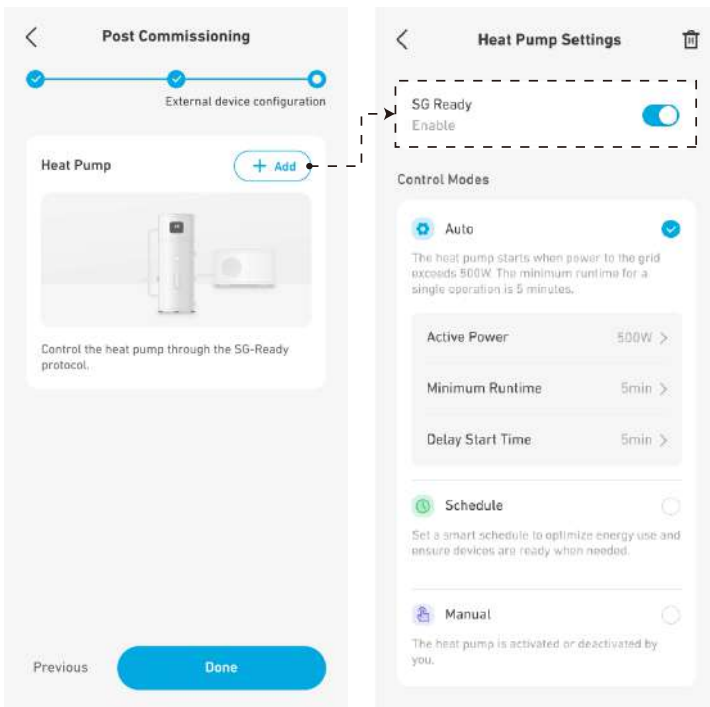 Post Commissioning
External device configuration
Heat Pump
+ Add
Control the heat pump through the SG-Ready
protocol.
Previous
Done
Heat Pump Settings
SG Ready
Enable
Control Modes
Auto
The heat pump starts when power to the grid
exceeds 500W. The minimum runtime for a
single operation is 5 minutes.
Active Power 500W >
Minimum Runtime 5min >
Delay Start Time 5min >
Schedule
Set a smart schedule to optimize energy use and
ensure devices are ready when needed.
Manual
The heat pump is activated or deactivated by
you.